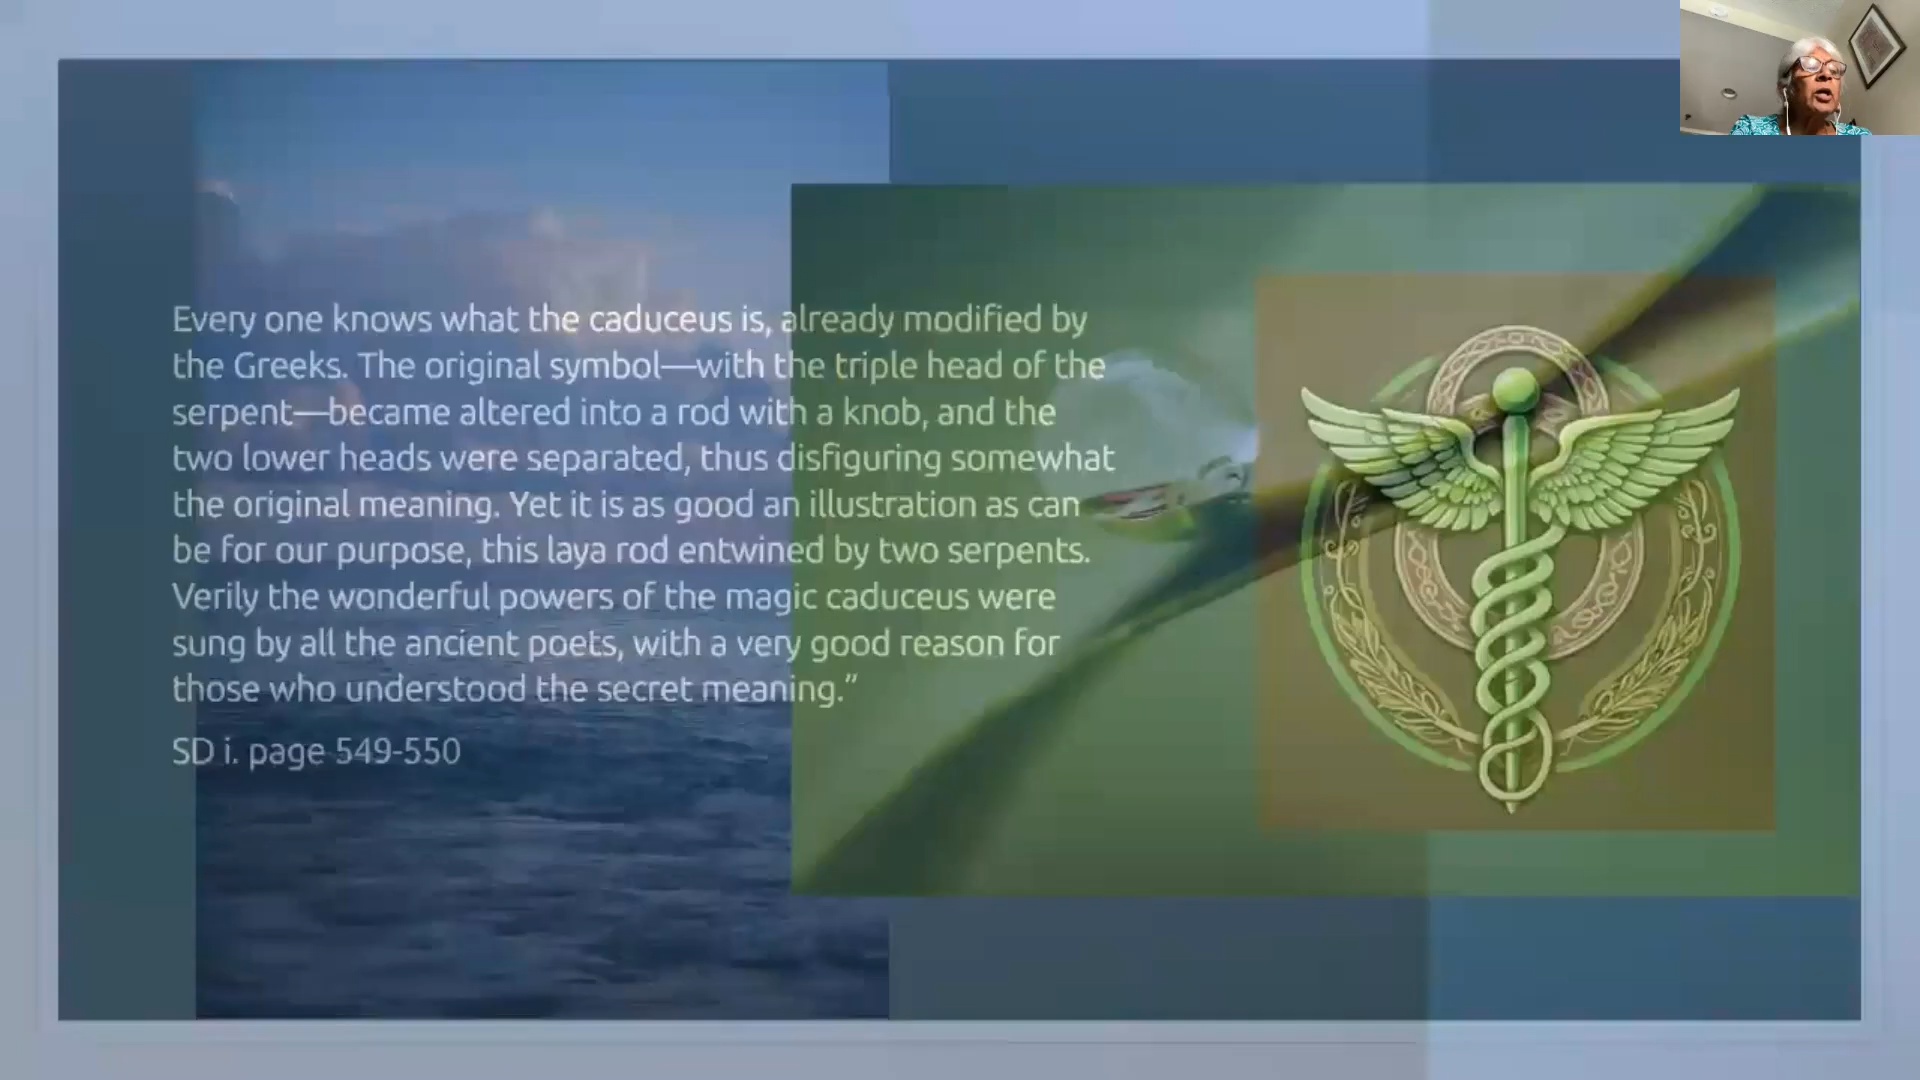 Every one knows what the caduceus is, already modified by
the Greeks. The original symbol—with the triple head of the
serpent—became altered into a rod with a knob, and the
two lower heads were separated, thus disfiguring somewhat
the original meaning. Yet it is as good an illustration as can
be for our purpose, this laya rod entwined by two serpents.
Verily the wonderful powers of the magic caduceus were
sung by all the ancient poets, with a very good reason for
those who understood the secret meaning.”
SD i. page 549-550